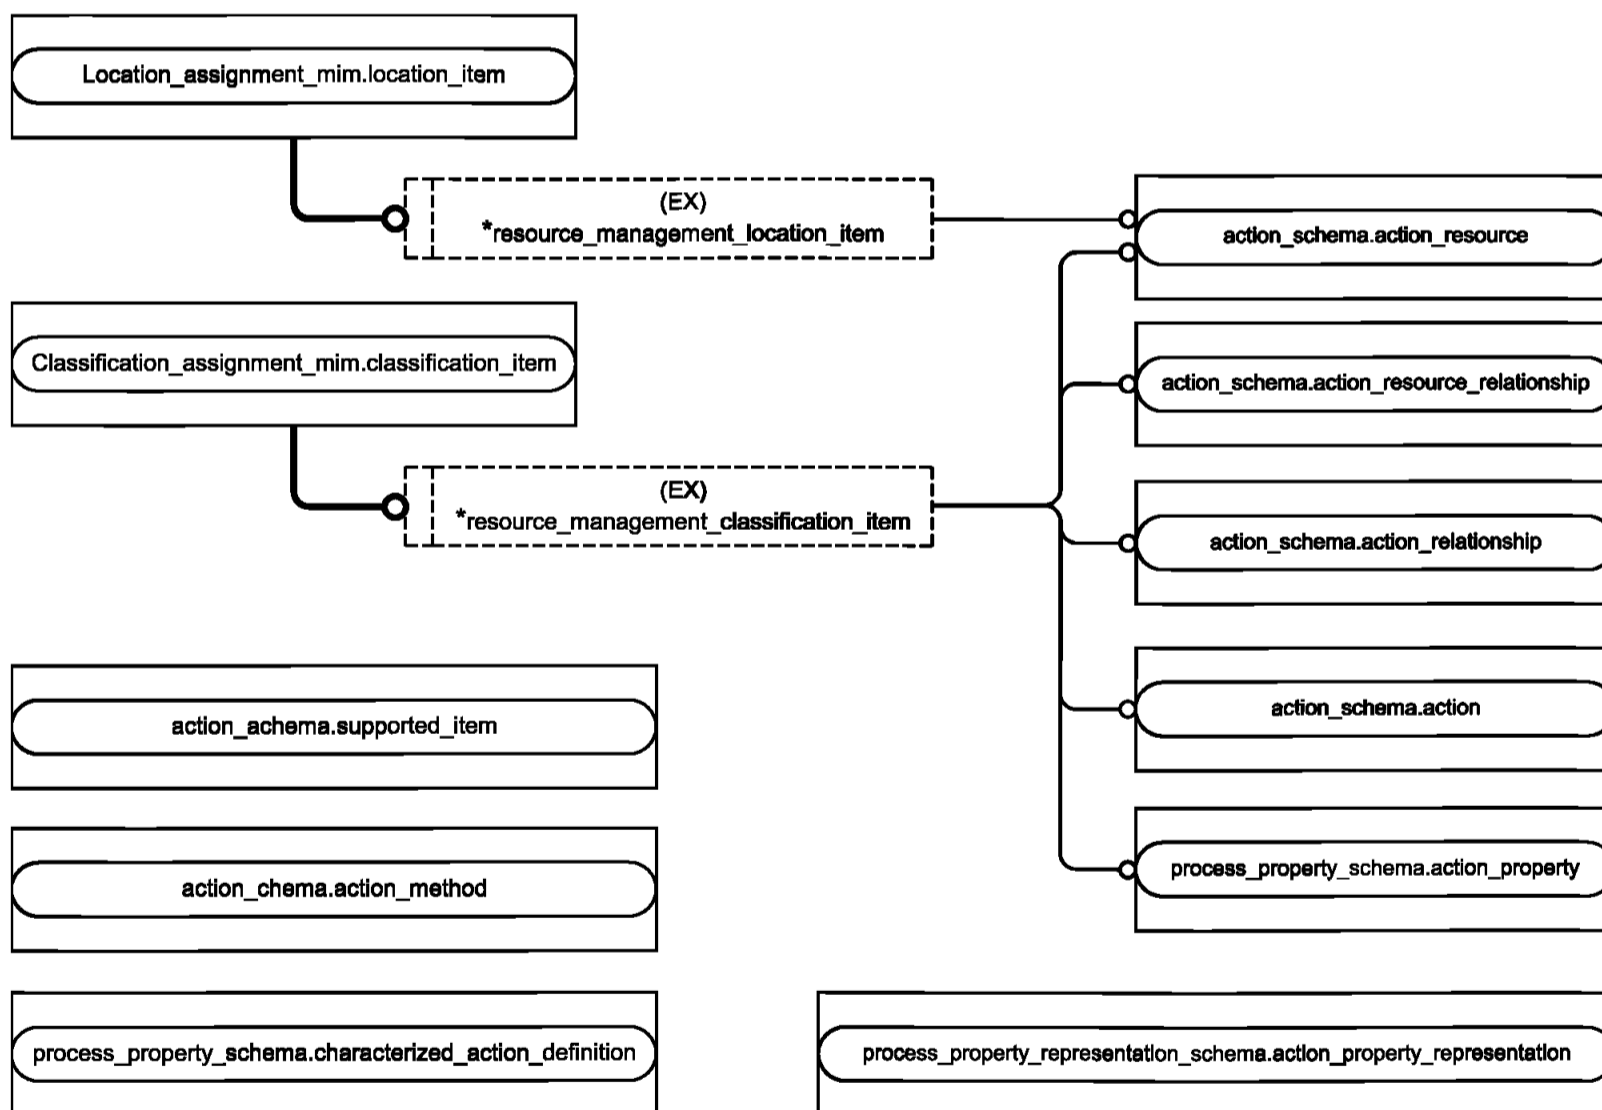 Location_assignment_mim.location_item
(EX)
*resource_management_location_item
action_schema.action_resource
Classification_assignment_mim.classification_item
action_schema.action_resource_relationship
(EX)
*resource_management_classification_item
action_schema.action_relationship
action_achema.supported_item
action_schema.action
action_chema.action_method
process_property_schema.action_property
process_property_schema.characterized_action_definition
process_property_representation_schema.action_property_representation